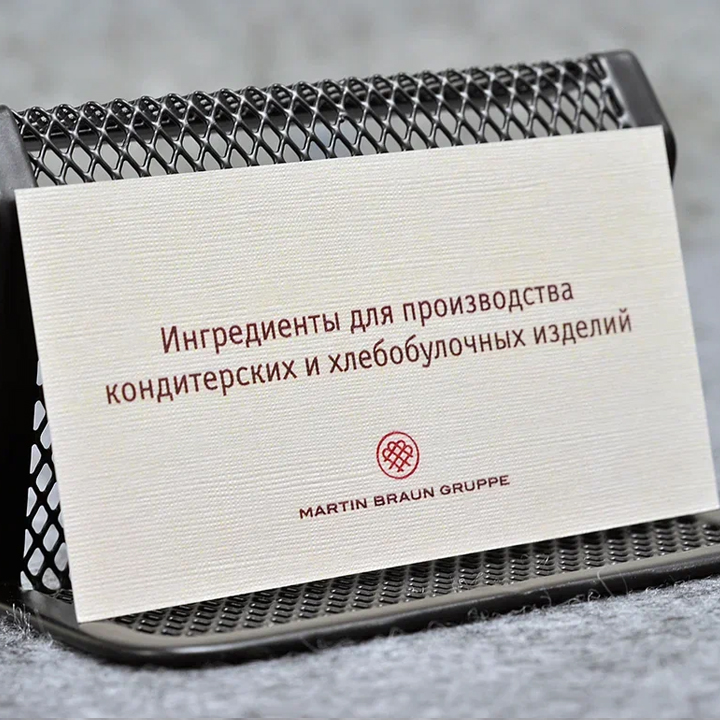 Ингредиенты для производства
кондитерских и хлебобулочных изделий
MARTIN BRAUN GRUPPE